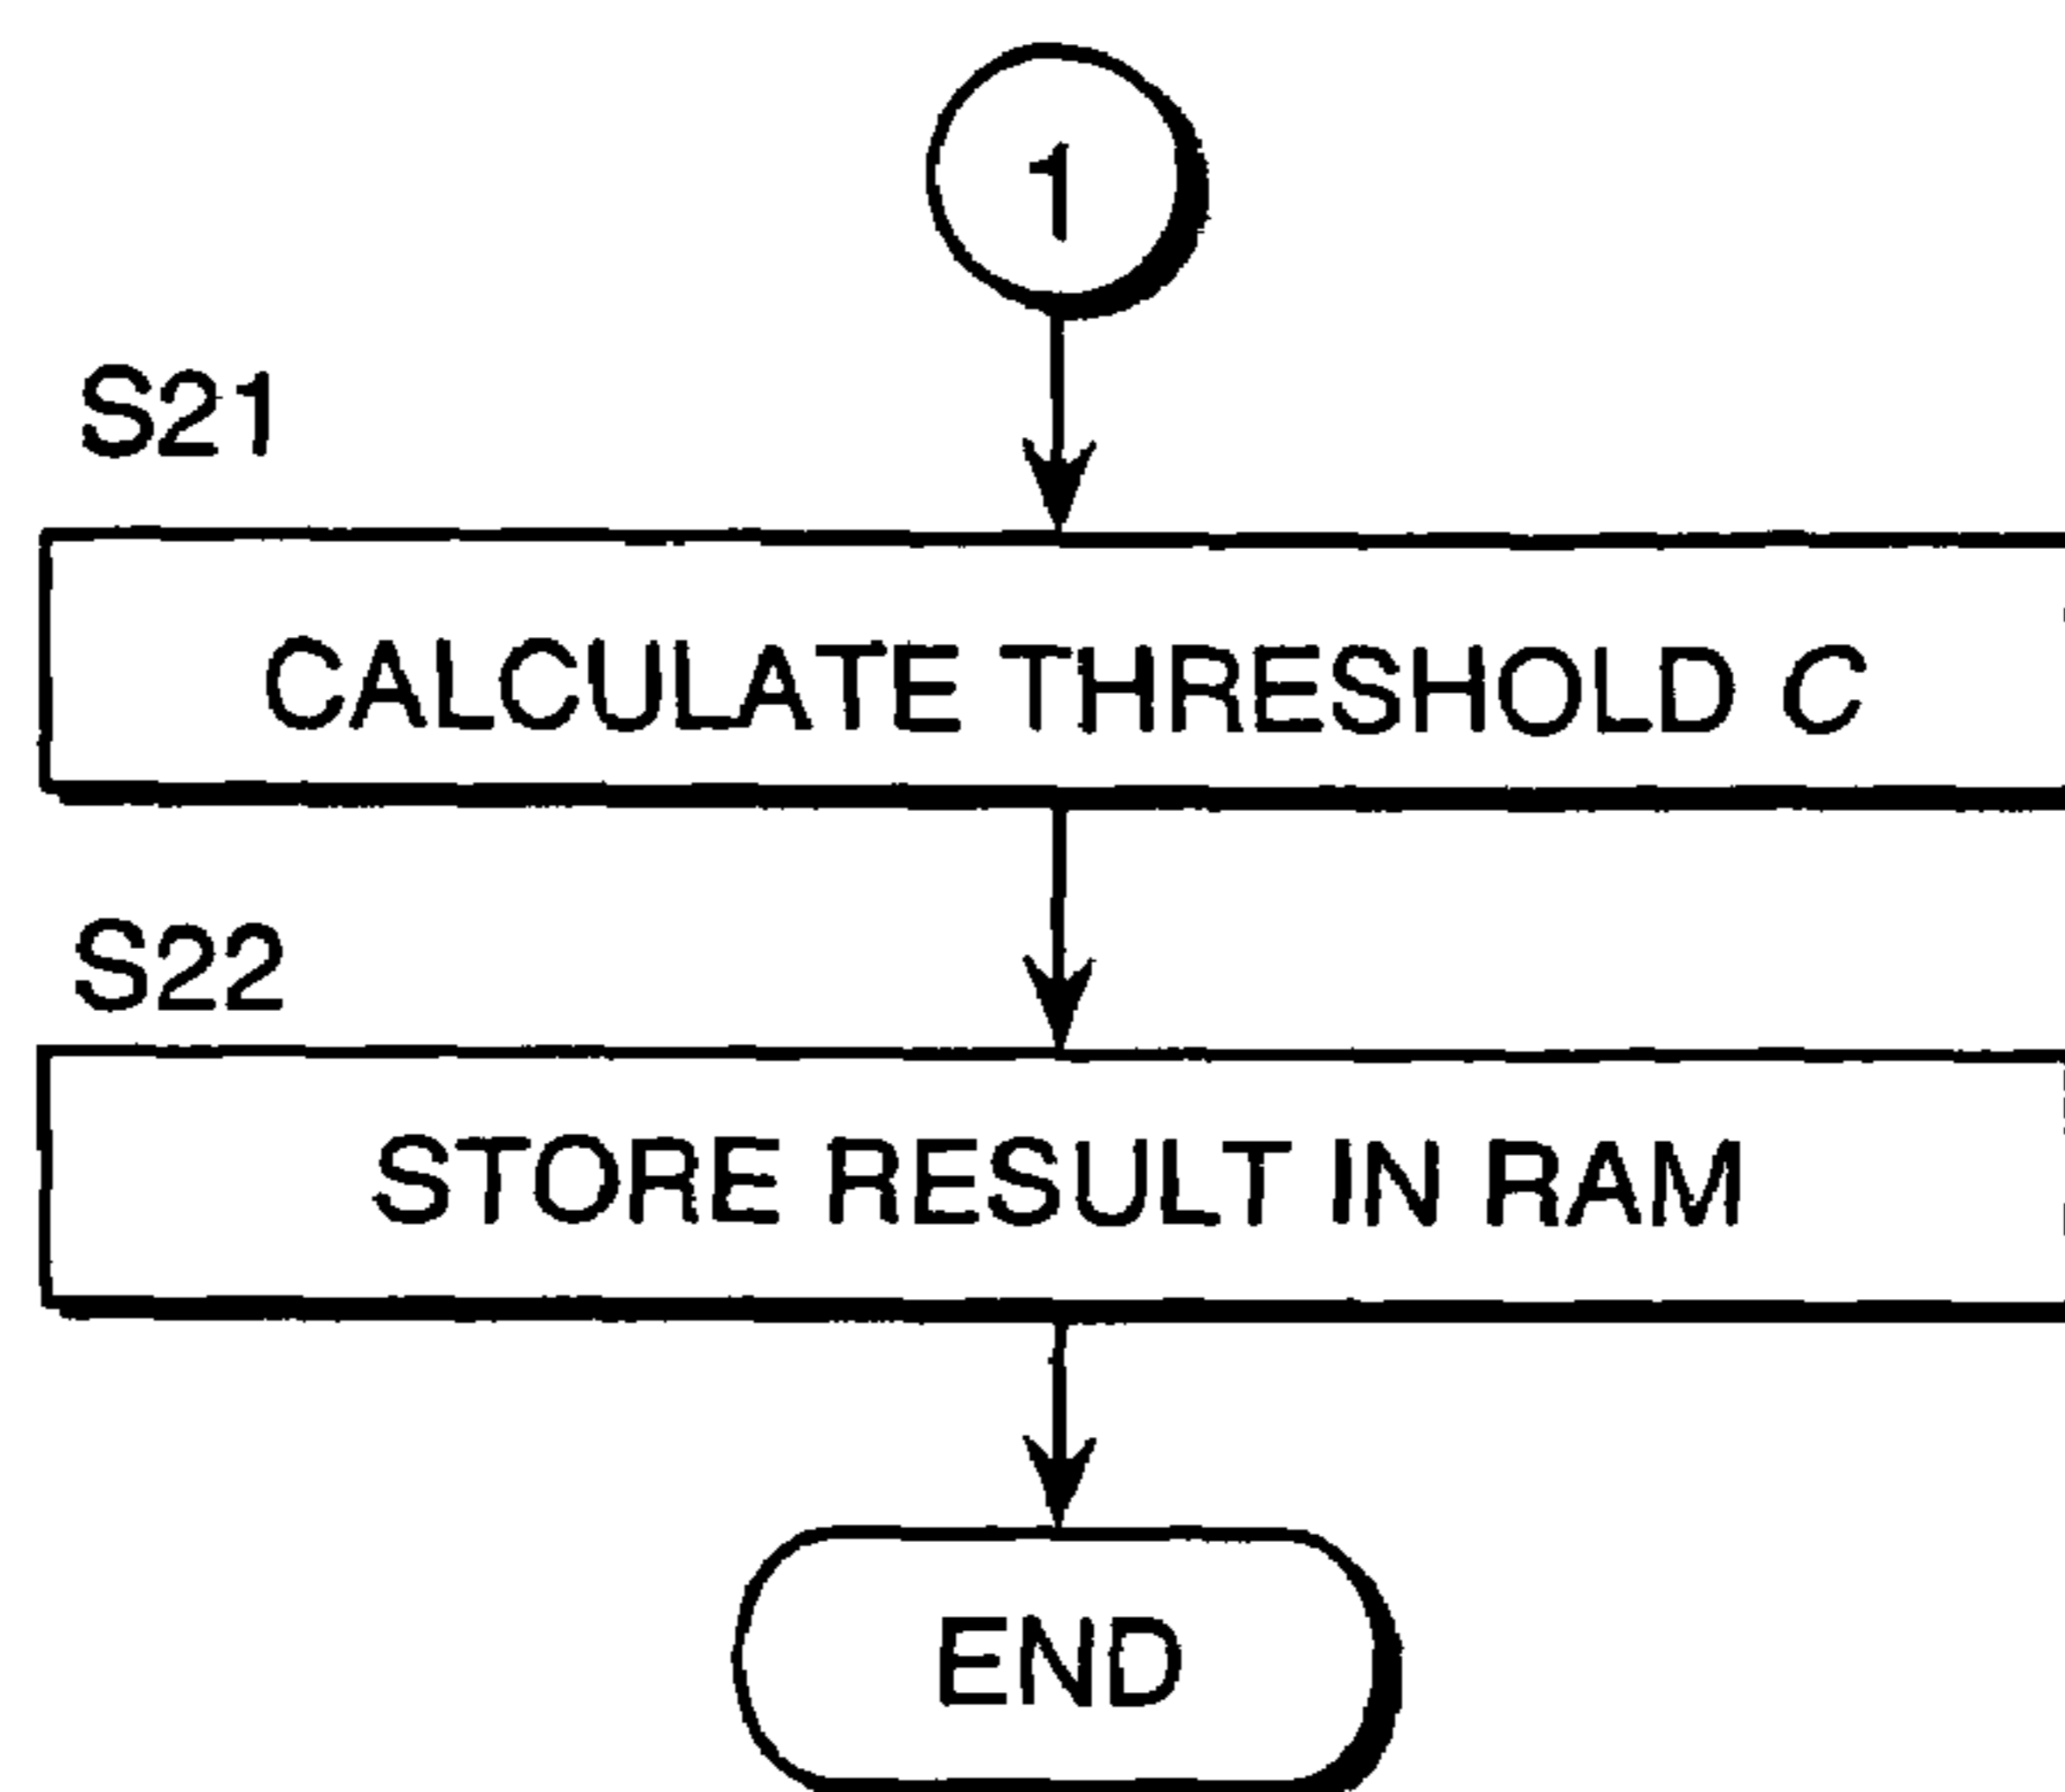 1
S21
CALCULATE THRESHOLD C
S22
STORE RESULT IN RAM
END